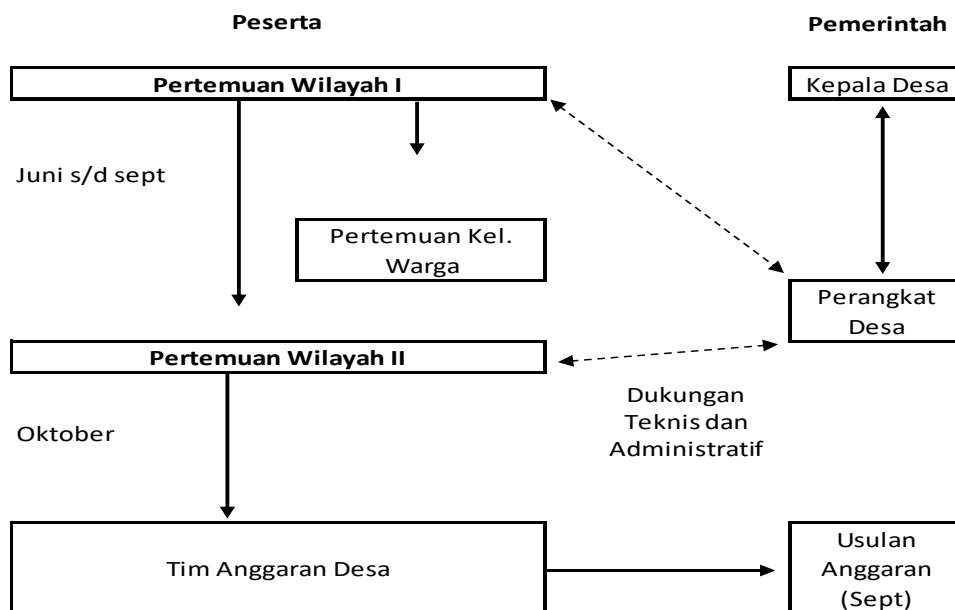 Peserta
Pemerintah
Pertemuan Wilayah I
Kepala Desa
Juni s/d sept
Pertemuan Kel.
Warga
Perangkat
Desa
Pertemuan Wilayah II
Dukungan
Teknis dan
Administratif
Oktober
Tim Anggaran Desa
Usulan
Anggaran
(Sept)